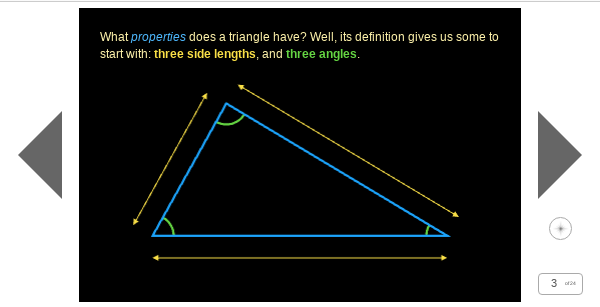 What properties does a triangle have? Well, its definition gives us some to
start with: three side lengths, and three angles.
3 of 24